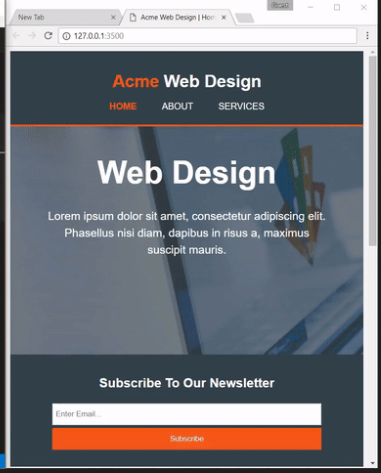 Guest
New Tab
Acme Web Design | Hom
127.0.0.1:3500
Acme Web Design
HOME ABOUT SERVICES
Web Design
Lorem ipsum dolor sit amet, consectetur adipiscing elit.
Phasellus nisi diam, dapibus in risus a, maximus
suscipit mauris.
Subscribe To Our Newsletter
Enter Email...
Subscribe